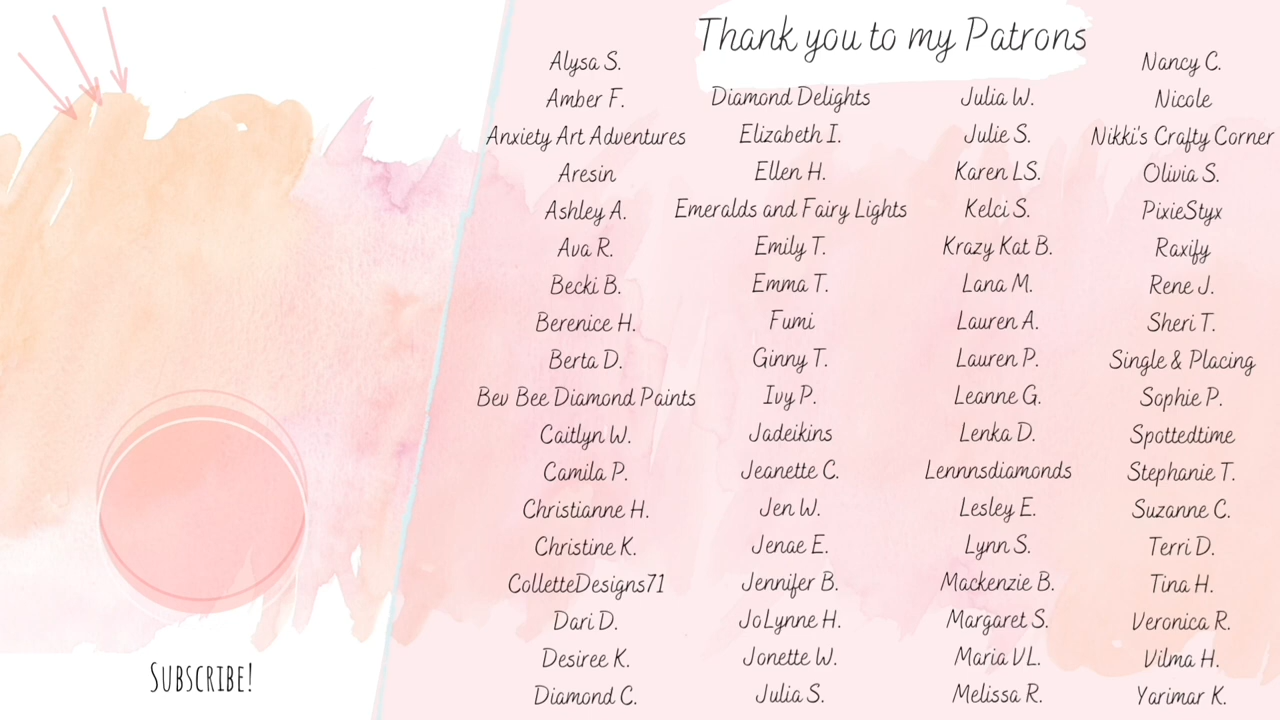 Thank you to my Patrons
Alysa S.
Amber F.
Anxiety Art Adventures
Aresin
Ashley A.
Ava R.
Becki B.
Berenice H.
Berta D.
Bev Bee Diamond Paints
Caitlyn W.
Camila P.
Christianne H.
Christine K.
ColletteDesigns71
Dari D.
Desiree K.
Diamond C.
Diamond Delights
Elizabeth I.
Ellen H.
Emeralds and Fairy Lights
Emily T.
Emma T.
Fumi
Ginny T.
Ivy P.
Jadeikins
Jeanette C.
Jen W.
Jenae E.
Jennifer B.
JoLynne H.
Jonette W.
Julia S.
Julia W.
Julie S.
Karen LS.
Kelci S.
Krazy Kat B.
Lana M.
Lauren A.
Lauren P.
Leanne G.
Lenka D.
Lennnsdiamonds
Lesley E.
Lynn S.
Mackenzie B.
Margaret S.
Maria VL.
Melissa R.
Nancy C.
Nicole
Nikki's Crafty Corner
Olivia S.
PixieStyx
Raxify
Rene J.
Sheri T.
Single & Placing
Sophie P.
Spottedtime
Stephanie T.
Suzanne C.
Terri D.
Tina H.
Veronica R.
Vilma H.
Yarimar K.
SUBSCRIBE!